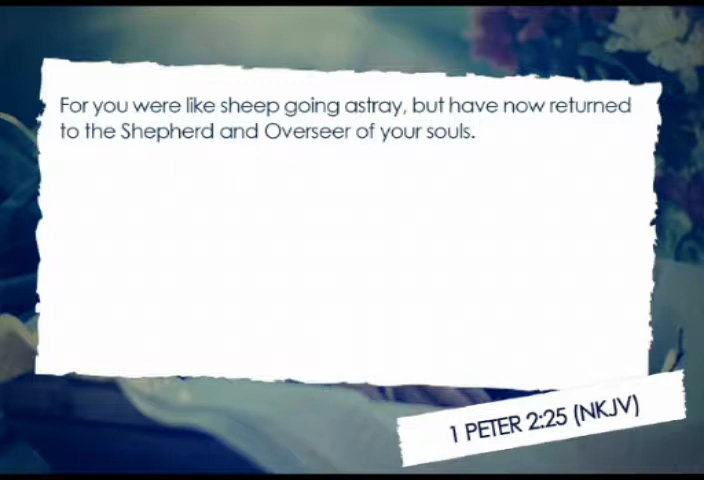 For you were like sheep going astray, but have now returned
to the Shepherd and Overseer of your souls.
1 PETER 2:25 (NKJV)